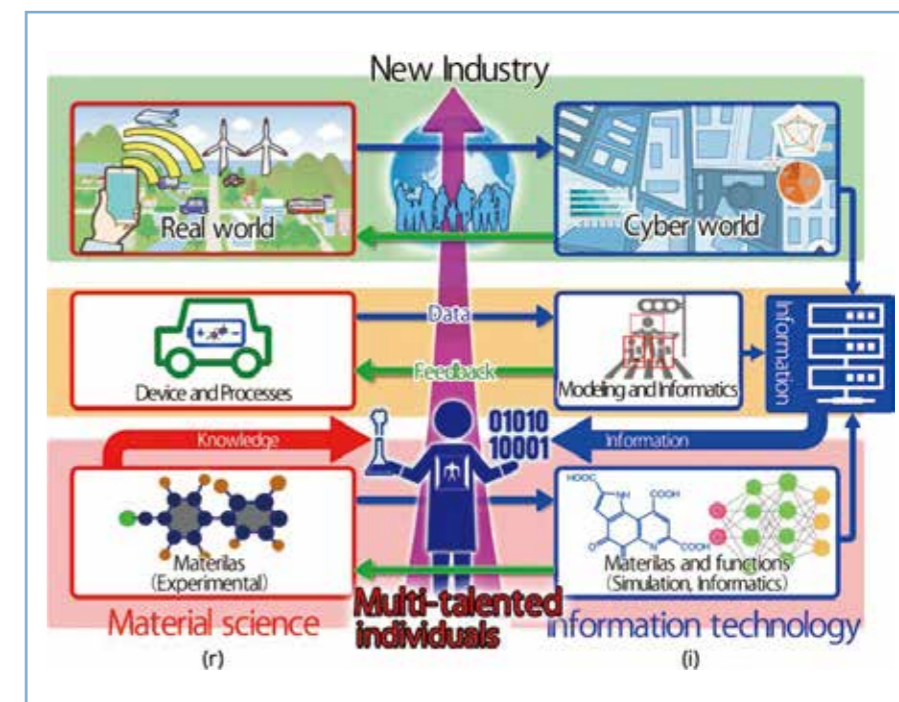 New Industry
Real world
Cyber world
Data
Feedback
Information
Device and Processes
Modeling and Informatics
Knowledge
01010
10001
Information
HOOC
NH
COOH
O
O
N
COOH
Materilas
(Experimental)
Materilas and functions
(Simulation, Informatics)
Multi-talented
individuals
Material science
information technology
(r)
(i)